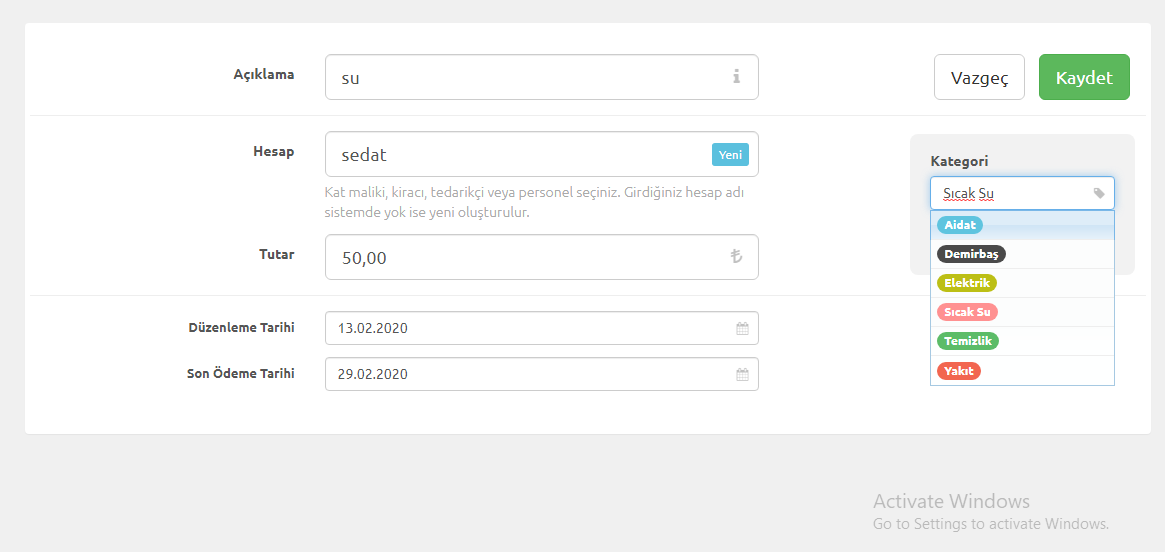 Açıklama
su
Vazgeç
Kaydet
Hesap
sedat
Yeni
Kat maliki, kiracı, tedarikçi veya personel seçiniz. Girdiğiniz hesap adı
sistemde yok ise yeni oluşturulur.
Tutar
50,00
Kategori
Sıcak Su
Aidat
Demirbaş
Elektrik
Sıcak Su
Temizlik
Yakıt
Düzenleme Tarihi
13.02.2020
Son Ödeme Tarihi
29.02.2020
Activate Windows
Go to Settings to activate Windows.